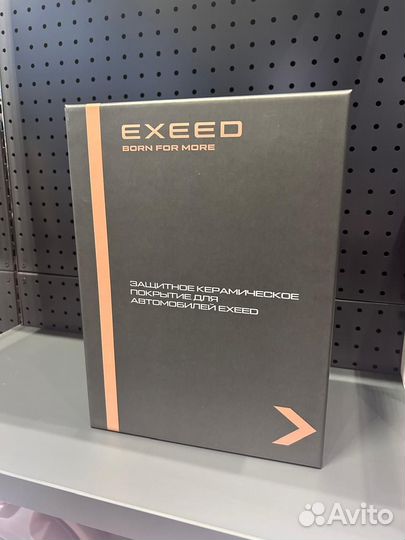 EXEED
BORN FOR MORE
ЗАЩИТНОЕ КЕРАМИЧЕСКОЕ
ПОКРЫТИЕ ДЛЯ
АВТОМОБИЛЕЙ EXEED
Avito